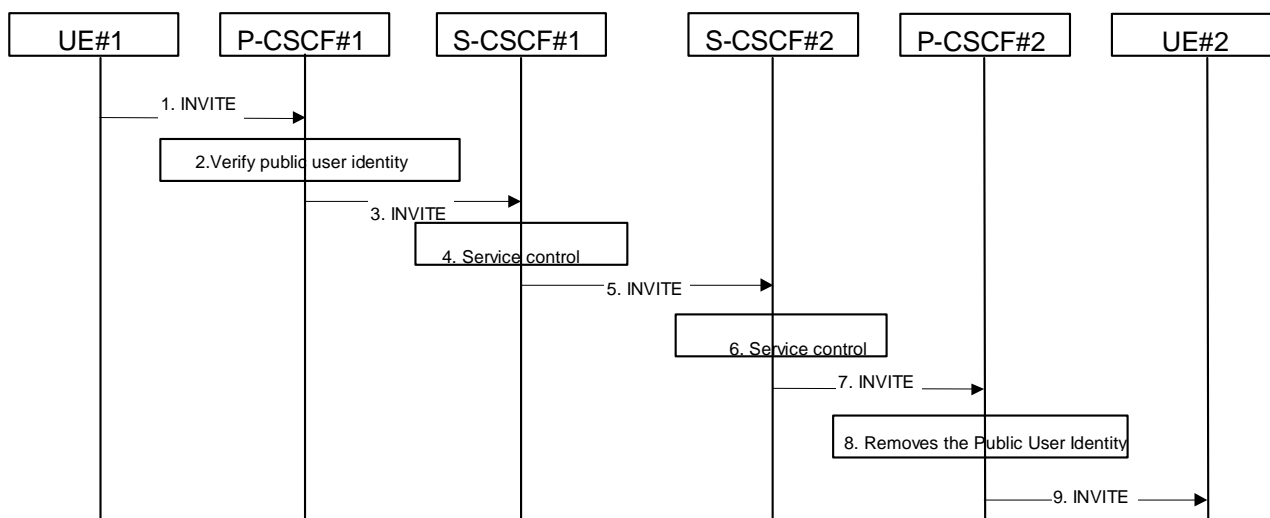 UE#1
P-CSCF#1
S-CSCF#1
S-CSCF#2
P-CSCF#2
UE#2
1. INVITE
2.Verify public user identity
3. INVITE
4. Service control
5. INVITE
6. Service control
7. INVITE
8. Removes the Public User Identity
9. INVITE